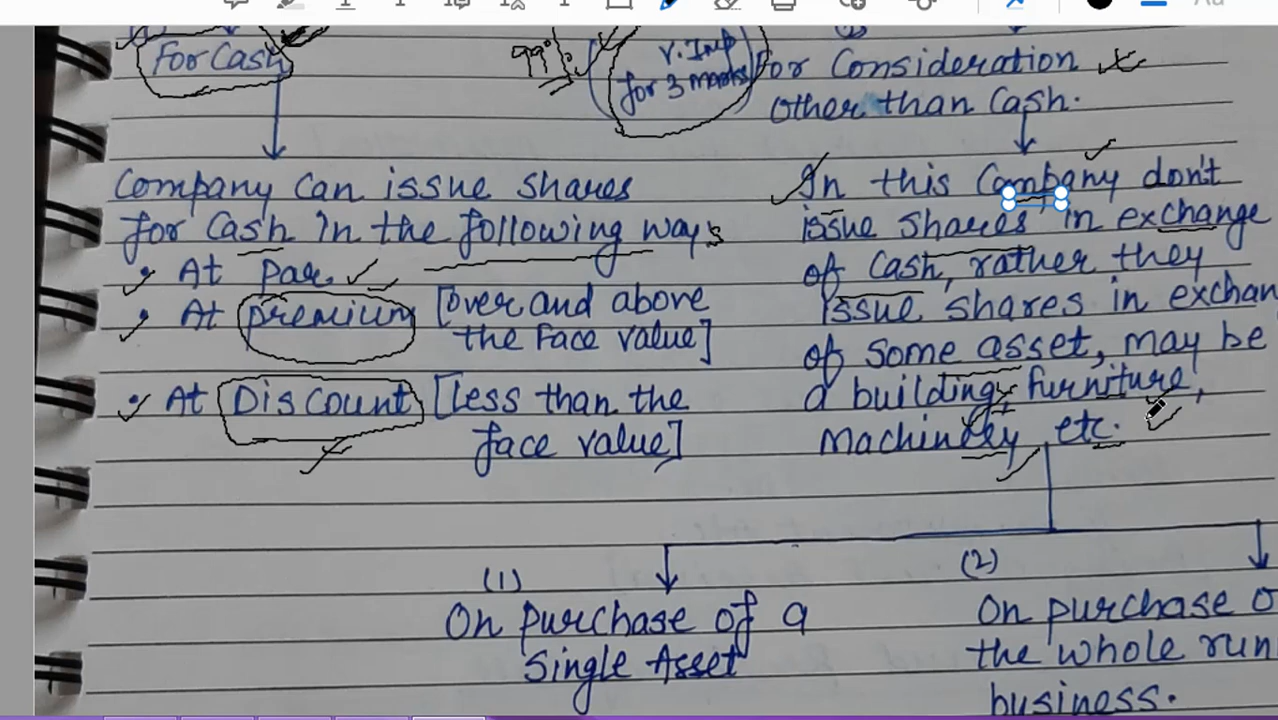 For Cash
99%
V. Imp
for 3 marks
For Consideration
other than Cash.
Company can issue shares
for Cash in the following ways
• At par.
• At premium [over and above
the Face value]
• At Discount [Less than the
face value]
In this Company don't
issue shares in exchange
of cash, rather they
issue shares in exchan
of some asset, may be
a building, furniture,
Machinery etc.
(1)
On purchase of a
Single Asset
(2)
On purchase o
the whole run
business.